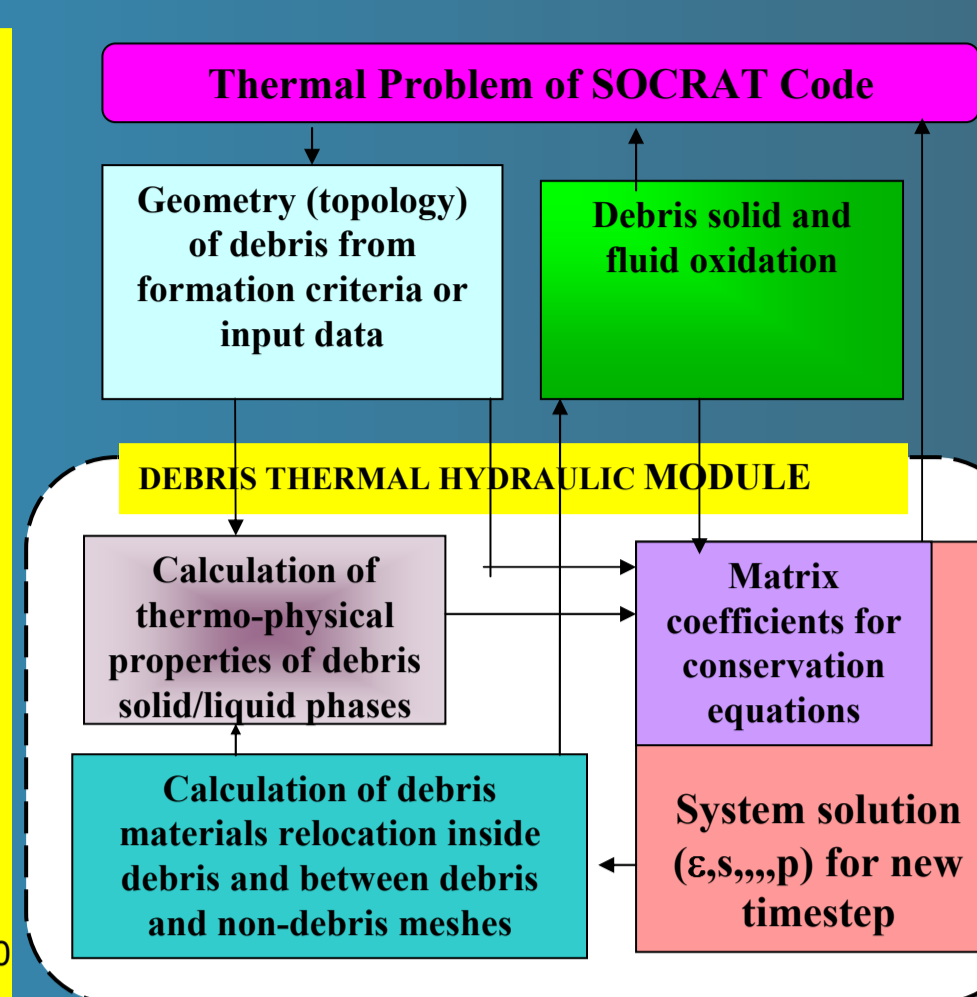 Thermal Problem of SOCRAT Code
Geometry (topology)
of debris from
formation criteria or
input data
Debris solid and
fluid oxidation
DEBRIS THERMAL HYDRAULIC MODULE
Calculation of
thermo-physical
properties of debris
solid/liquid phases
Matrix
coefficients for
conservation
equations
Calculation of debris
materials relocation inside
debris and between debris
and non-debris meshes
System solution
(ε,s,,,,p) for new
timestep
0